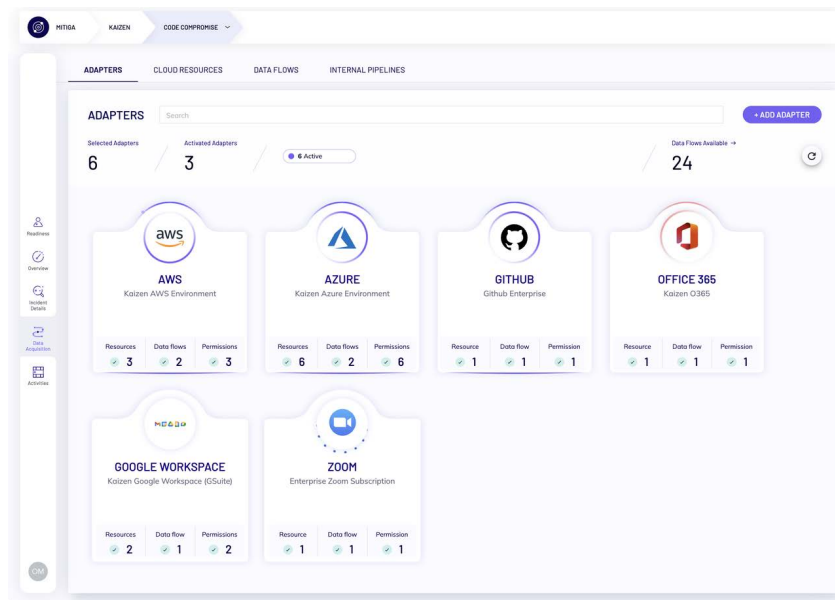 MITIGA KAIZEN CODE COMPROMISE
ADAPTERS CLOUD RESOURCES DATA FLOWS INTERNAL PIPELINES
ADAPTERS Search + ADD ADAPTER
Selected Adapters Activated Adapters Data Flows Available →
6 3 6 Active 24
Readiness
Overview
Incident
Details
Data
Acquisition
Activities
OM
aws
AWS AZURE GITHUB OFFICE 365
Kaizen AWS Environment Kaizen Azure Environment Github Enterprise Kaizen O365
Resources Data flows Permissions Resources Data flows Permissions Resource Data flow Permission Resource Data flow Permission
3 2 3 6 2 6 1 1 1 1 1 1
GOOGLE WORKSPACE ZOOM
Kaizen Google Workspace (GSuite) Enterprise Zoom Subscription
Resources Data flow Permissions Resource Data flow Permission
2 1 2 1 1 1